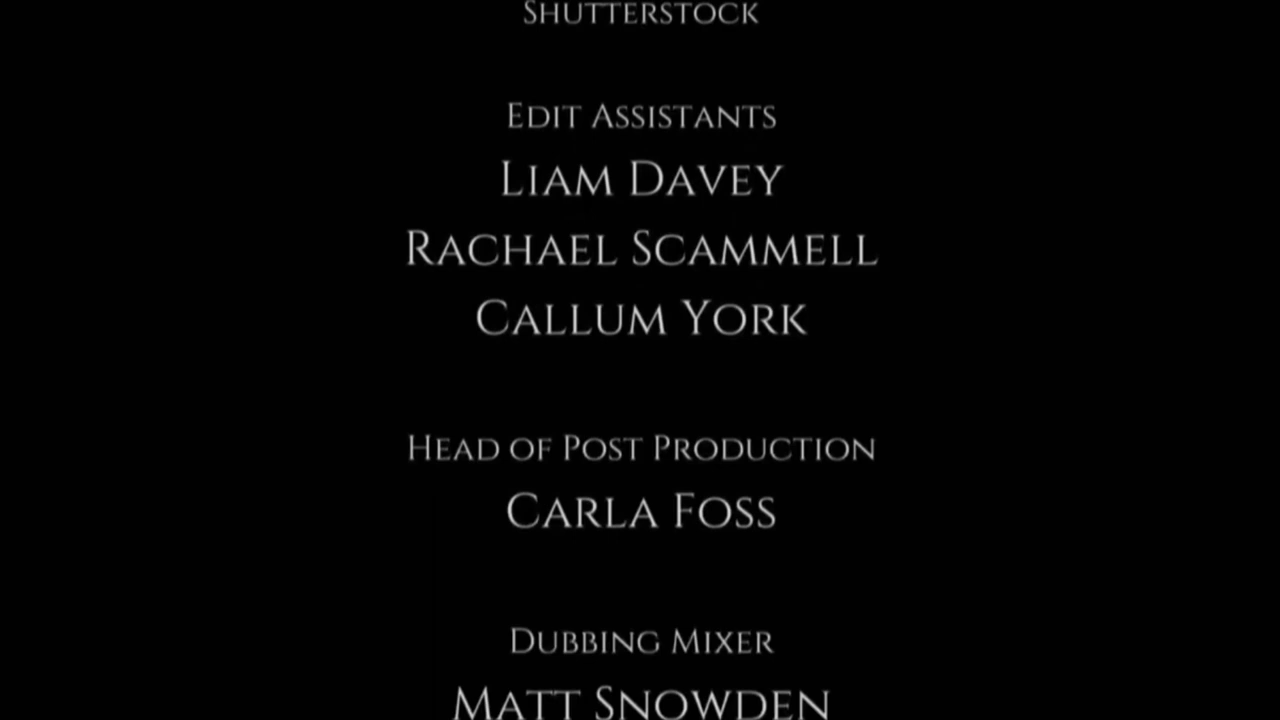 Shutterstock
Edit Assistants
Liam Davey
Rachael Scammell
Callum York
Head of Post Production
Carla Foss
Dubbing Mixer
Matt Snowden